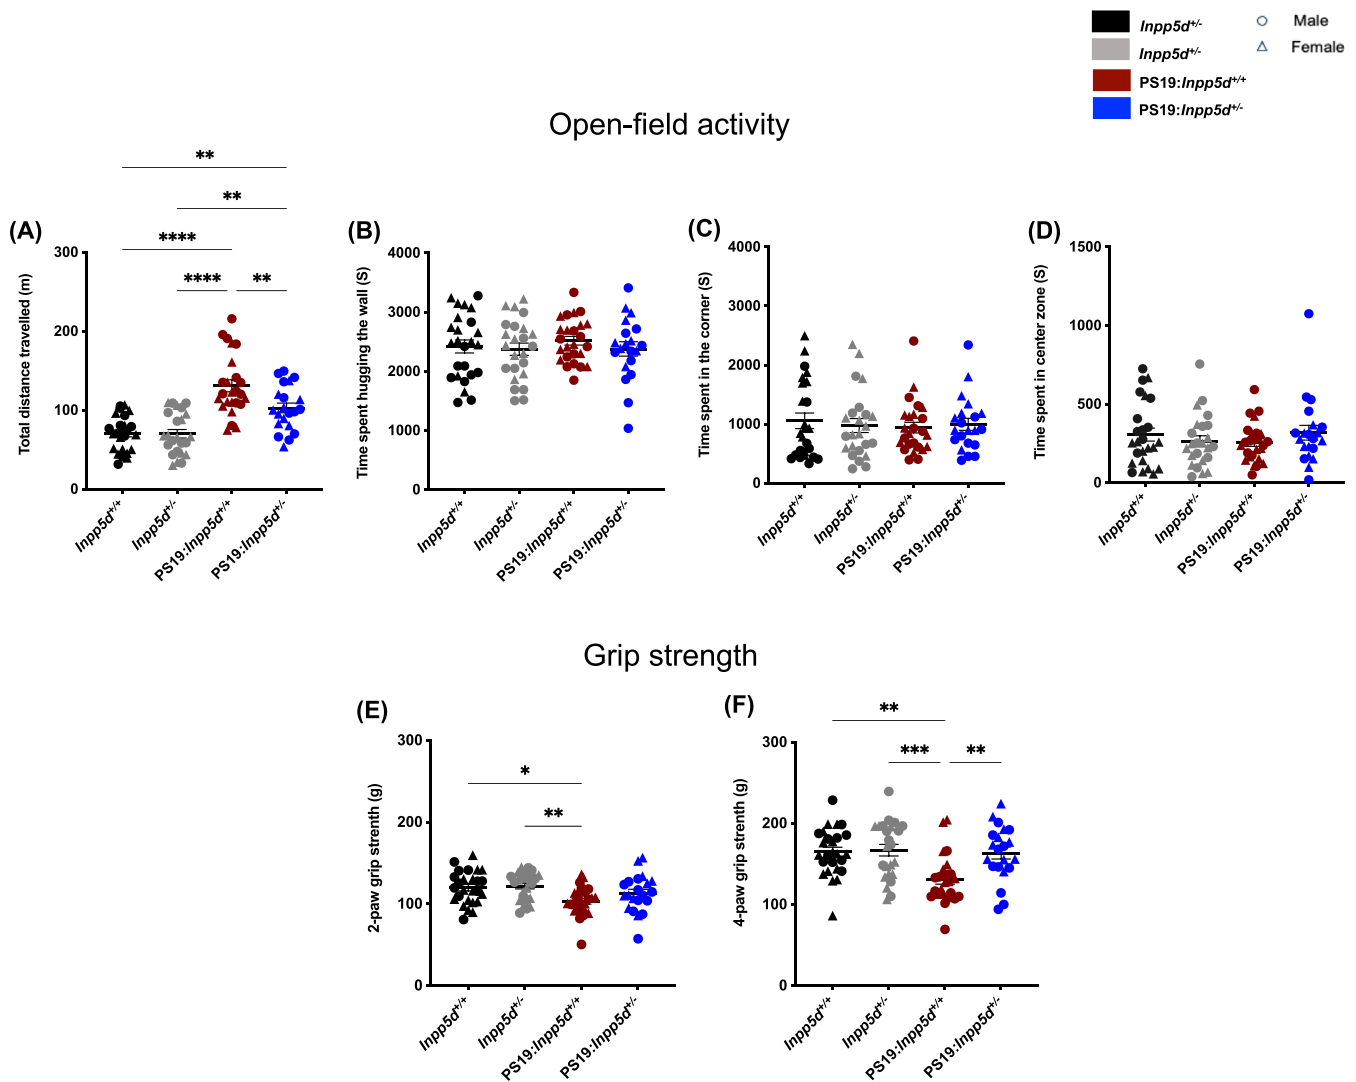 Inpp5d+/-
Male
Inpp5d+/-
Female
PS19:Inpp5d+/+
PS19:Inpp5d+/-
Open-field activity
(A)
**
**
****
****
**
Total distance travelled (m)
300
200
100
0
Inpp5d+/+
Inpp5d+/-
PS19:Inpp5d+/+
PS19:Inpp5d+/-
(B)
Time spent hugging the wall (S)
4000
3000
2000
1000
0
Inpp5d+/+
Inpp5d+/-
PS19:Inpp5d+/+
PS19:Inpp5d+/-
(C)
Time spent in the corner (S)
4000
3000
2000
1000
0
Inpp5d+/+
Inpp5d+/-
PS19:Inpp5d+/+
PS19:Inpp5d+/-
(D)
Time spent in center zone (S)
1500
1000
500
0
Inpp5d+/+
Inpp5d+/-
PS19:Inpp5d+/+
PS19:Inpp5d+/-
Grip strength
(E)
*
**
2-paw grip strenth (g)
300
200
100
0
Inpp5d+/+
Inpp5d+/-
PS19:Inpp5d+/+
PS19:Inpp5d+/-
(F)
**
***
**
4-paw grip strenth (g)
300
200
100
0
Inpp5d+/+
Inpp5d+/-
PS19:Inpp5d+/+
PS19:Inpp5d+/-